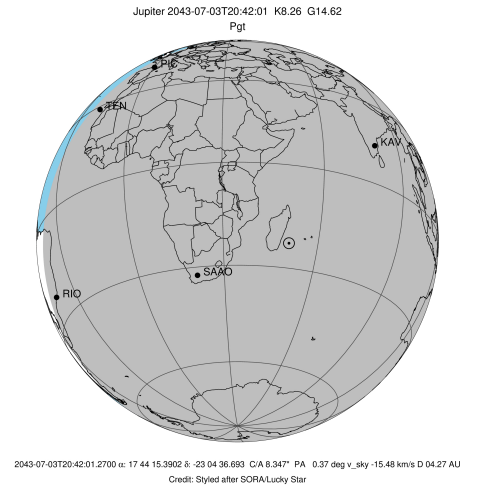 Jupiter 2043-07-03T20:42:01 K8.26 G14.62
Pgt
PIC
TEN
KAV
SAAO
RIO
2043-07-03T20:42:01.2700 α: 17 44 15.3902 δ: -23 04 36.693 C/A 8.347" PA 0.37 deg v_sky -15.48 km/s D 04.27 AU
Credit: Styled after SORA/Lucky Star